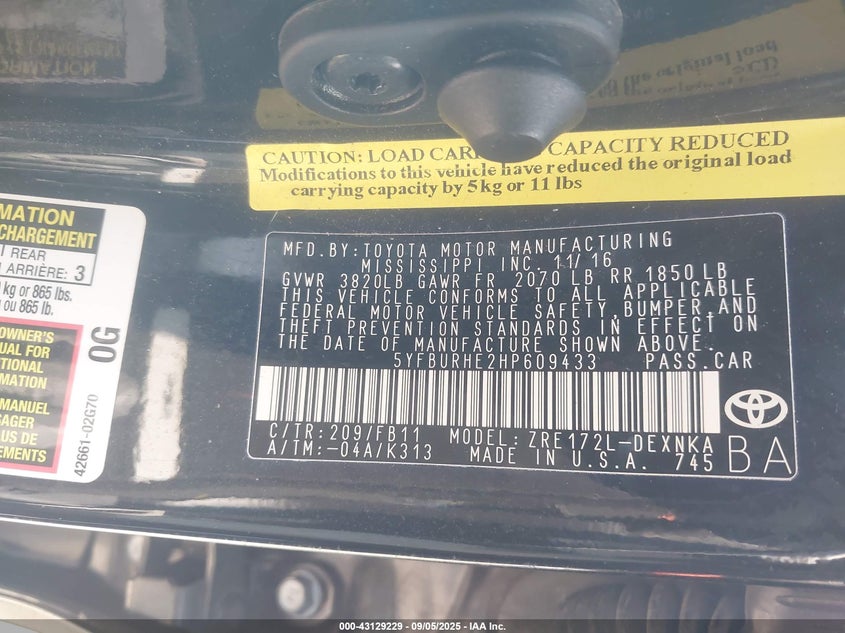 CAUTION: LOAD CAR CAPACITY REDUCED
Modifications to this vehicle have reduced the original load
carrying capacity by 5kg or 11 lbs
MATION
CHARGEMENT
REAR
ARRIÈRE: 3
kg or 865 lbs.
ou 865 lb.
OWNER'S
UAL FOR
ITIONAL
RMATION
MANUEL
SAGER
US DE
EMENTS
42661-02G70
0G
MFD.BY:TOYOTA MOTOR MANUFACTURING
MISSISSIPPI INC. 11/16
GVWR 3820LB GAWR FR 2070 LB RR 1850 LB
THIS VEHICLE CONFORMS TO ALL APPLICABLE
FEDERAL MOTOR VEHICLE SAFETY,BUMPER,AND
THEFT PREVENTION STANDARDS IN EFFECT ON
THE DATE OF MANUFACTURE SHOWN ABOVE.
5YFBURHE2HP609433 PASS.CAR
C/TR:209/FB11 MODEL:ZRE172L-DEXNKA
A/TM:-04A/K313 MADE IN U.S.A. 745
BA
000-43129229 - 09/05/2025 - IAA Inc.